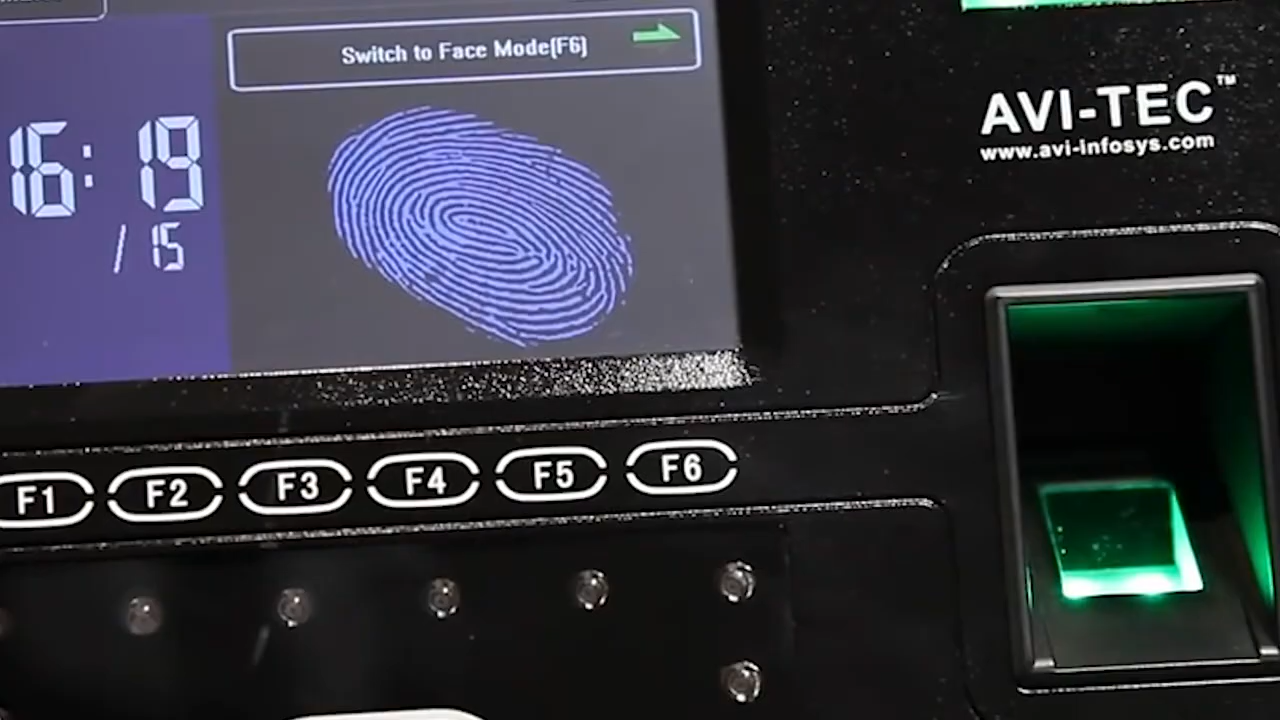 Switch to Face Mode[F6]
16:19
/15
AVI-TEC™
www.avi-infosys.com
F1 F2 F3 F4 F5 F6